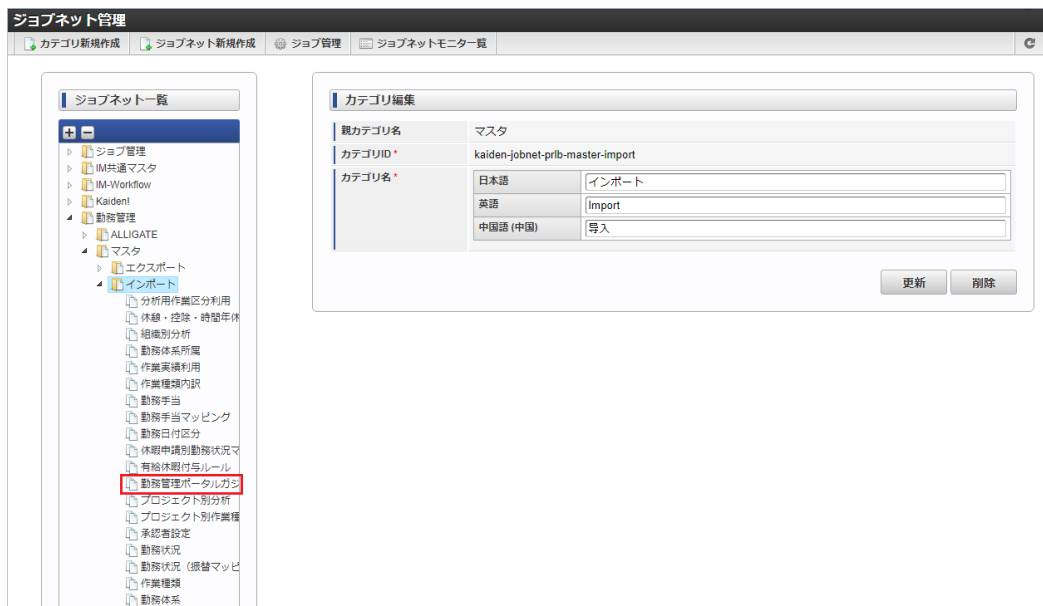 ジョブネット管理
カテゴリ新規作成 ジョブネット新規作成 ジョブ管理 ジョブネットモニター覧
ジョブネット一覧
ジョブ管理
IM共通マスタ
IM-Workflow
Kaiden!
勤務管理
ALLIGATE
マスタ
エクスポート
インポート
分析用作業区分利用
休憩・控除・時間年休
組織別分析
勤務体系所属
作業実績利用
作業種類内訳
勤務手当
勤務手当マッピング
勤務日付区分
休暇申請別勤務状況マ
有給休暇付与ルール
勤務管理ポータルガジ
プロジェクト別分析
プロジェクト別作業種
承認者設定
勤務状況
勤務状況（振替マッピ
作業種類
勤務体系
カテゴリ編集
親カテゴリ名 マスタ
カテゴリID * kaiden-jobnet-prlb-master-import
カテゴリ名 * 日本語 インポート
英語 Import
中国語 (中国) 导入
更新 削除